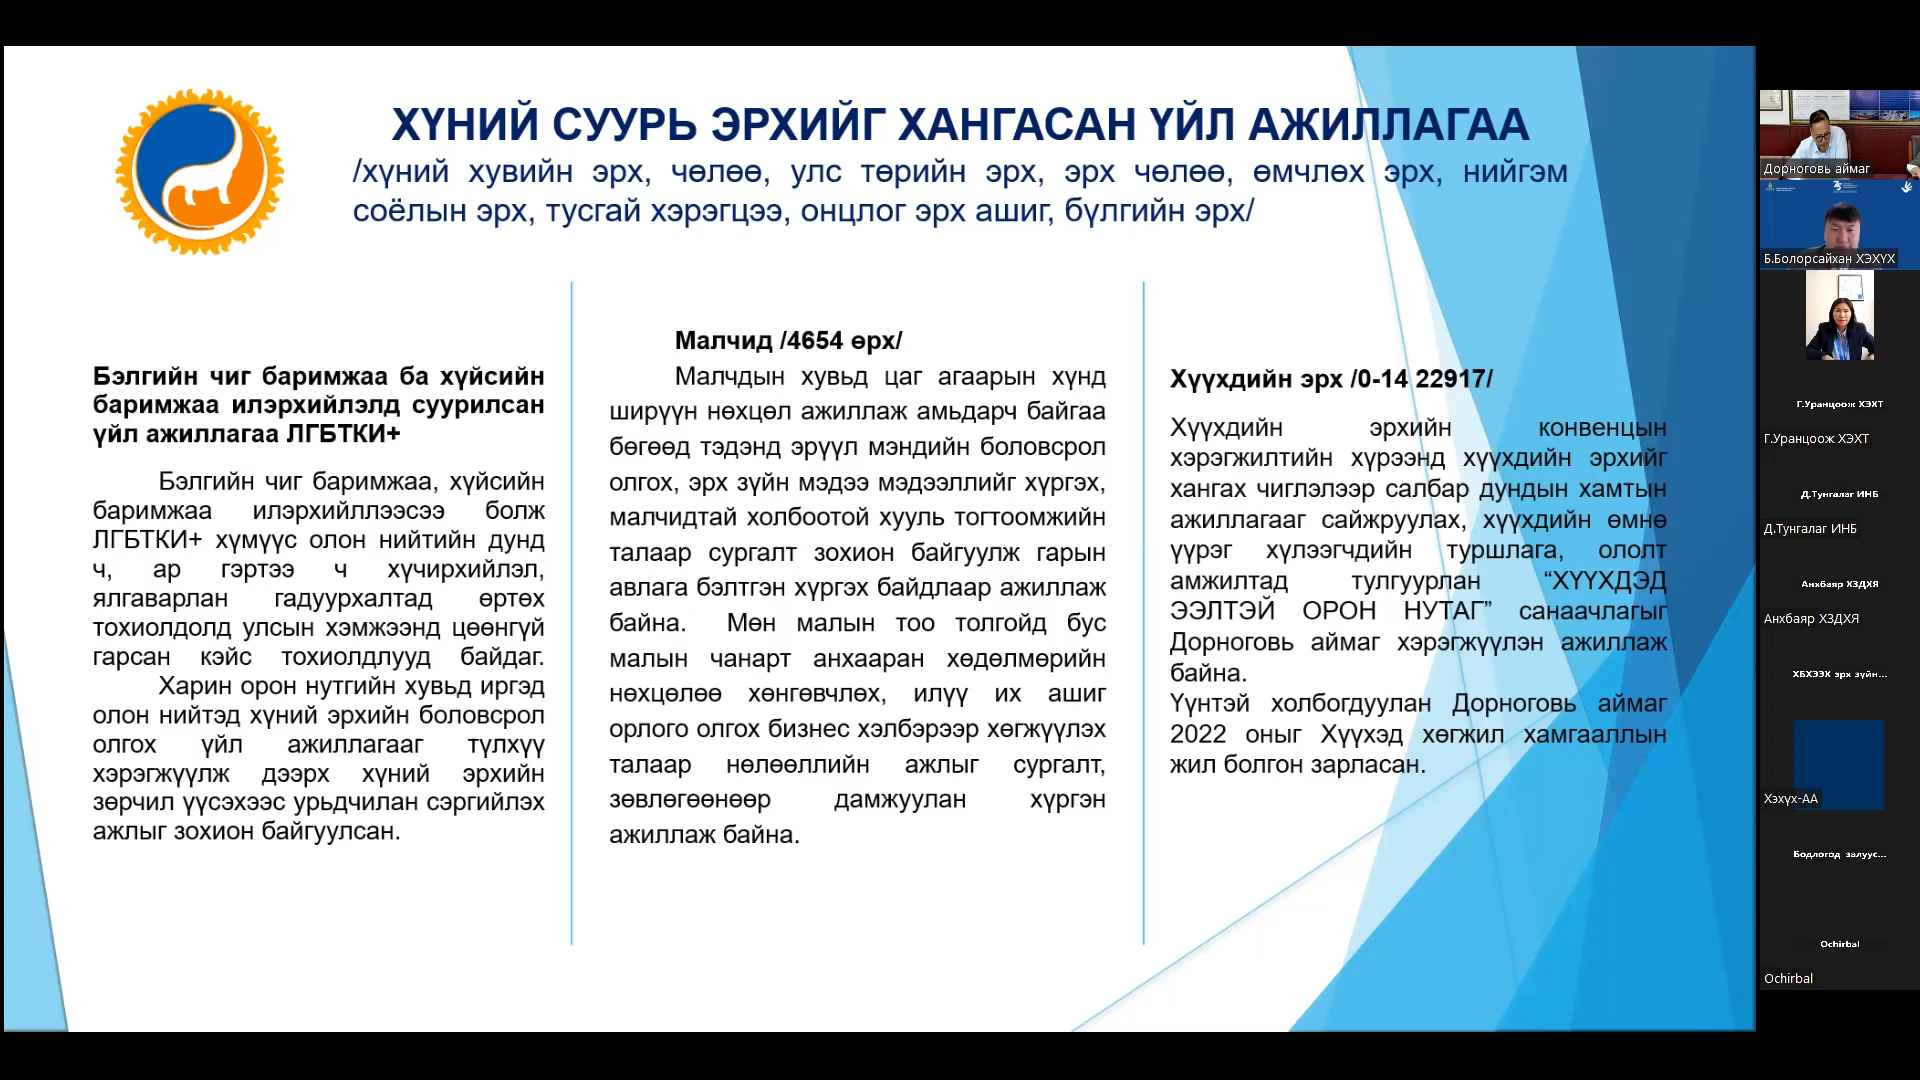 ХҮНИЙ СУУРЬ ЭРХИЙГ ХАНГАСАН ҮЙЛ АЖИЛЛАГАА
/хүний хувийн эрх, чөлөө, улс төрийн эрх, эрх чөлөө, өмчлөх эрх, нийгэм
соёлын эрх, тусгай хэрэгцээ, онцлог эрх ашиг, бүлгийн эрх/
Бэлгийн чиг баримжаа ба хүйсийн
баримжаа илэрхийлэлд суурилсан
үйл ажиллагаа ЛГБТКИ+
Бэлгийн чиг баримжаа, хүйсийн
баримжаа илэрхийллээсээ болж
ЛГБТКИ+ хүмүүс олон нийтийн дунд
ч, ар гэртээ ч хүчирхийлэл,
ялгаварлан гадуурхалтад өртөх
тохиолдолд улсын хэмжээнд цөөнгүй
гарсан кэйс тохиолдлууд байдаг.
Харин орон нутгийн хувьд иргэд
олон нийтэд хүний эрхийн боловсрол
олгох үйл ажиллагааг түлхүү
хэрэгжүүлж дээрх хүний эрхийн
зөрчил үүсэхээс урьдчилан сэргийлэх
ажлыг зохион байгуулсан.
Малчид /4654 өрх/
Малчдын хувьд цаг агаарын хүнд
ширүүн нөхцөл ажиллаж амьдарч байгаа
бөгөөд тэдэнд эрүүл мэндийн боловсрол
олгох, эрх зүйн мэдээ мэдээллийг хүргэх,
малчидтай холбоотой хууль тогтоомжийн
талаар сургалт зохион байгуулж гарын
авлага бэлтгэн хүргэх байдлаар ажиллаж
байна. Мөн малын тоо толгойд бус
малын чанарт анхааран хөдөлмөрийн
нөхцөлөө хөнгөвчлөх, илүү их ашиг
орлого олгох бизнес хэлбэрээр хөгжүүлэх
талаар нөлөөллийн ажлыг сургалт,
зөвлөгөөнөөр дамжуулан хүргэн
ажиллаж байна.
Хүүхдийн эрх /0-14 22917/
Хүүхдийн эрхийн конвенцын
хэрэгжилтийн хүрээнд хүүхдийн эрхийг
хангах чиглэлээр салбар дундын хамтын
ажиллагааг сайжруулах, хүүхдийн өмнө
үүрэг хүлээгчдийн туршлага, ололт
амжилтад тулгуурлан “ХҮҮХДЭД
ЭЭЛТЭЙ ОРОН НУТАГ” санаачлагыг
Дорноговь аймаг хэрэгжүүлэн ажиллаж
байна.
Үүнтэй холбогдуулан Дорноговь аймаг
2022 оныг Хүүхэд хөгжил хамгааллын
жил болгон зарласан.
Дорноговь аймаг
Б.Болорсайхан ХЭХҮХ
Г.Уранцоож ХЭХТ
Г.Уранцоож ХЭХТ
Д.Тунгалаг ИНБ
Д.Тунгалаг ИНБ
Анхбаяр ХЗДХЯ
Анхбаяр ХЗДХЯ
ХБХЭЭХ эрх зүйн...
Хэхүх-АА
Бодлогод залуус...
Ochirbal
Ochirbal